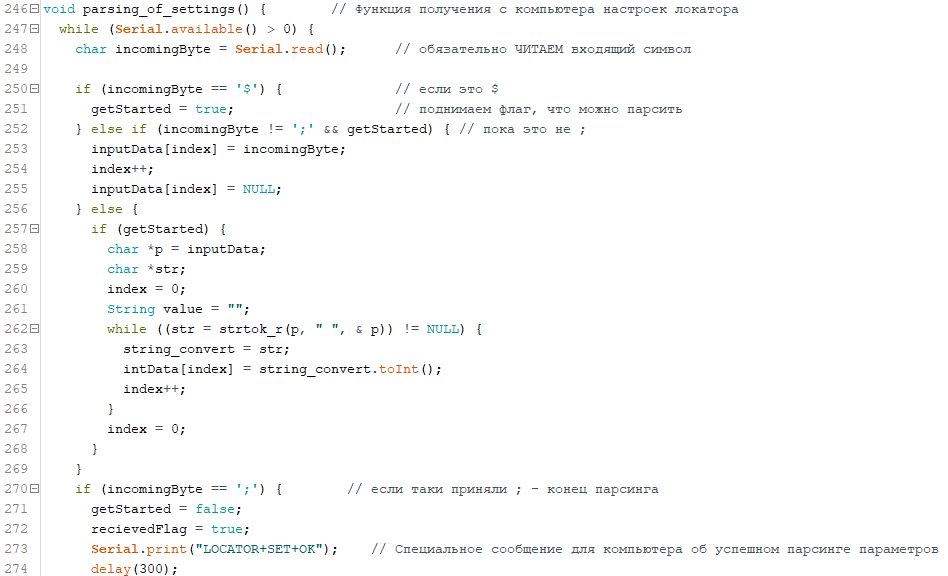 246 void parsing_of_settings() {        // Функция получения с компьютера настроек локатора
247   while (Serial.available() > 0) {
248     char incomingByte = Serial.read();      // обязательно ЧИТАЕМ входящий символ
249
250     if (incomingByte == '$') {              // если это $
251       getStarted = true;                    // поднимаем флаг, что можно парсить
252     } else if (incomingByte != ';' && getStarted) { // пока это не ;
253       inputData[index] = incomingByte;
254       index++;
255       inputData[index] = NULL;
256     } else {
257       if (getStarted) {
258         char *p = inputData;
259         char *str;
260         index = 0;
261         String value = "";
262         while ((str = strtok_r(p, " ", & p)) != NULL) {
263           string_convert = str;
264           intData[index] = string_convert.toInt();
265           index++;
266         }
267         index = 0;
268       }
269     }
270     if (incomingByte == ';') {        // если таки приняли ; - конец парсинга
271       getStarted = false;
272       recievedFlag = true;
273       Serial.print("LOCATOR+SET+OK");    // Специальное сообщение для компьютера об успешном парсинге параметров
274       delay(300);